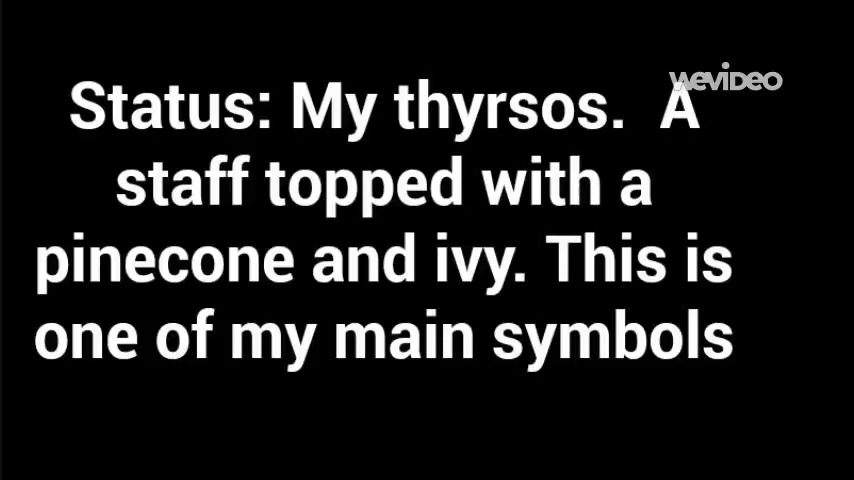 wevideo
Status: My thyrsos.  A
staff topped with a
pinecone and ivy. This is
one of my main symbols